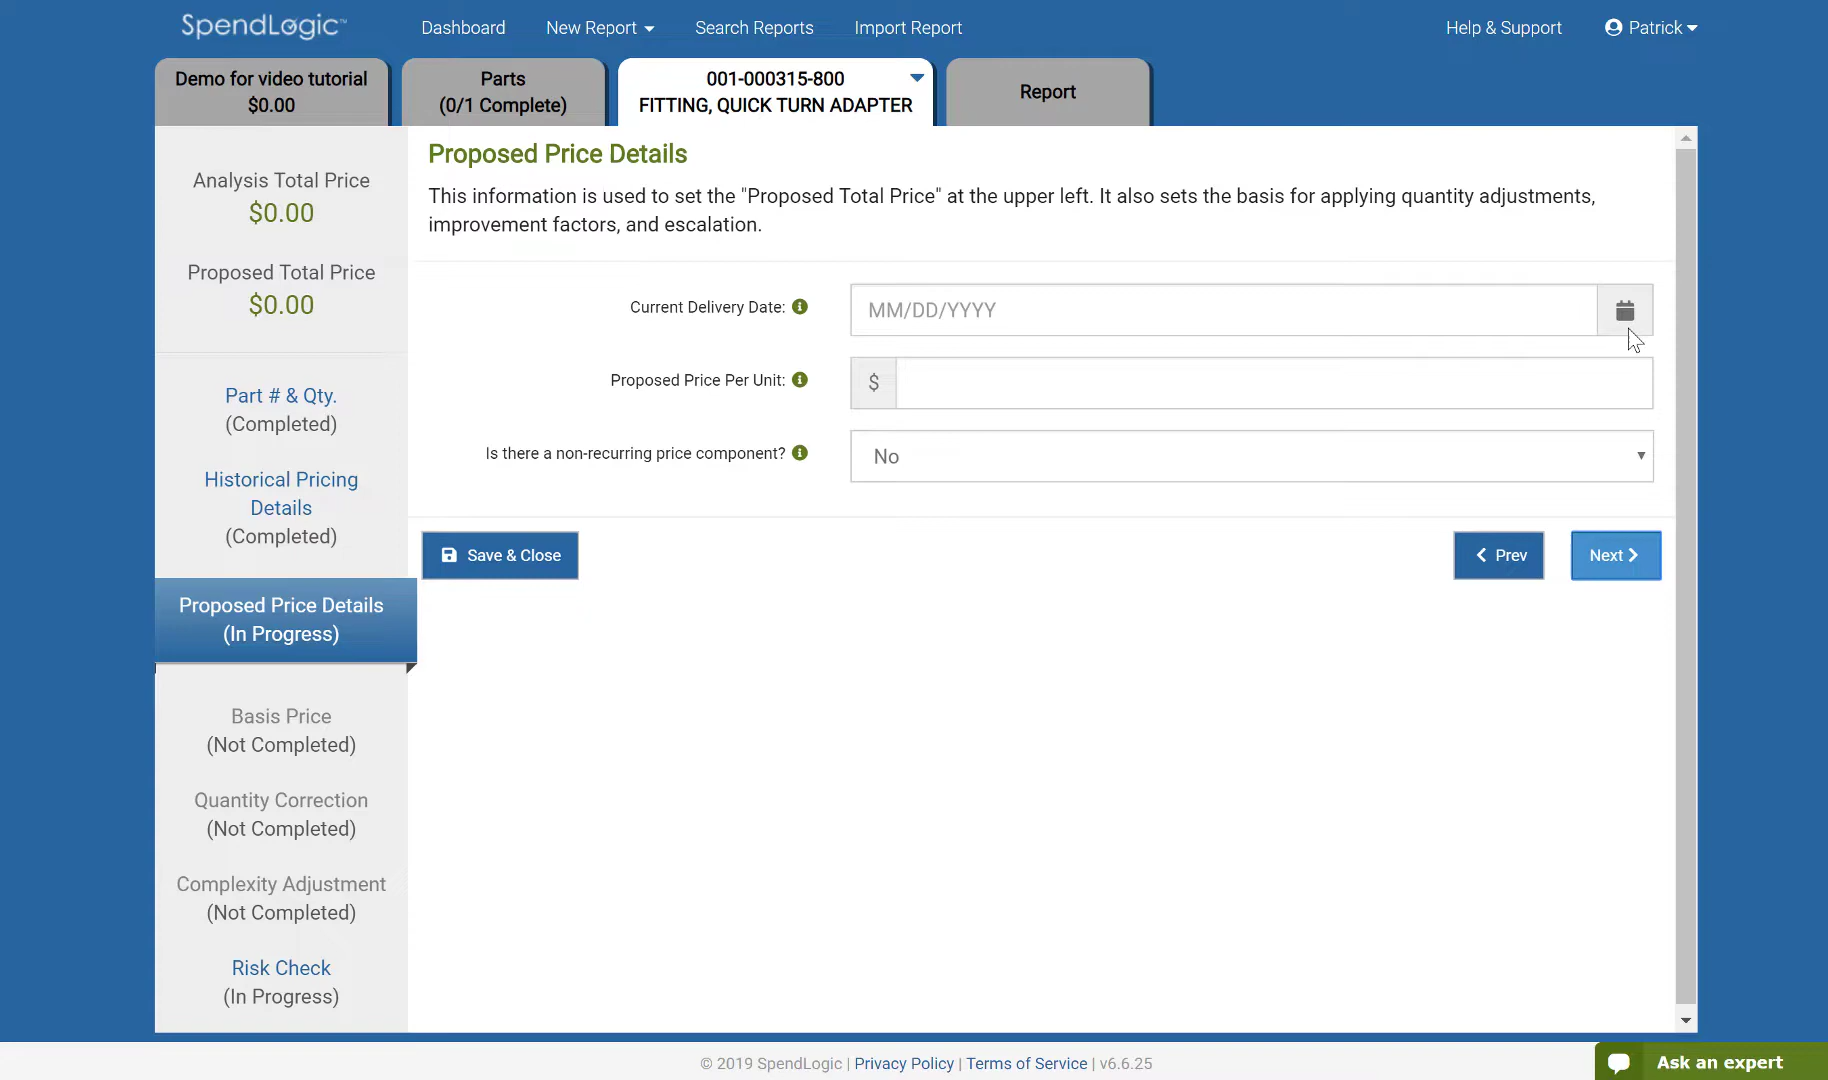 SpendLogic™
Dashboard
New Report
Search Reports
Import Report
Help & Support
Patrick
Demo for video tutorial
$0.00
Parts
(0/1 Complete)
001-000315-800
FITTING, QUICK TURN ADAPTER
Report
Analysis Total Price
$0.00
Proposed Total Price
$0.00
Part # & Qty.
(Completed)
Historical Pricing
Details
(Completed)
Proposed Price Details
(In Progress)
Basis Price
(Not Completed)
Quantity Correction
(Not Completed)
Complexity Adjustment
(Not Completed)
Risk Check
(In Progress)
Proposed Price Details
This information is used to set the "Proposed Total Price" at the upper left. It also sets the basis for applying quantity adjustments,
improvement factors, and escalation.
Current Delivery Date:
MM/DD/YYYY
Proposed Price Per Unit:
$
Is there a non-recurring price component?
No
Save & Close
Prev
Next
© 2019 SpendLogic | Privacy Policy | Terms of Service | v6.6.25
Ask an expert